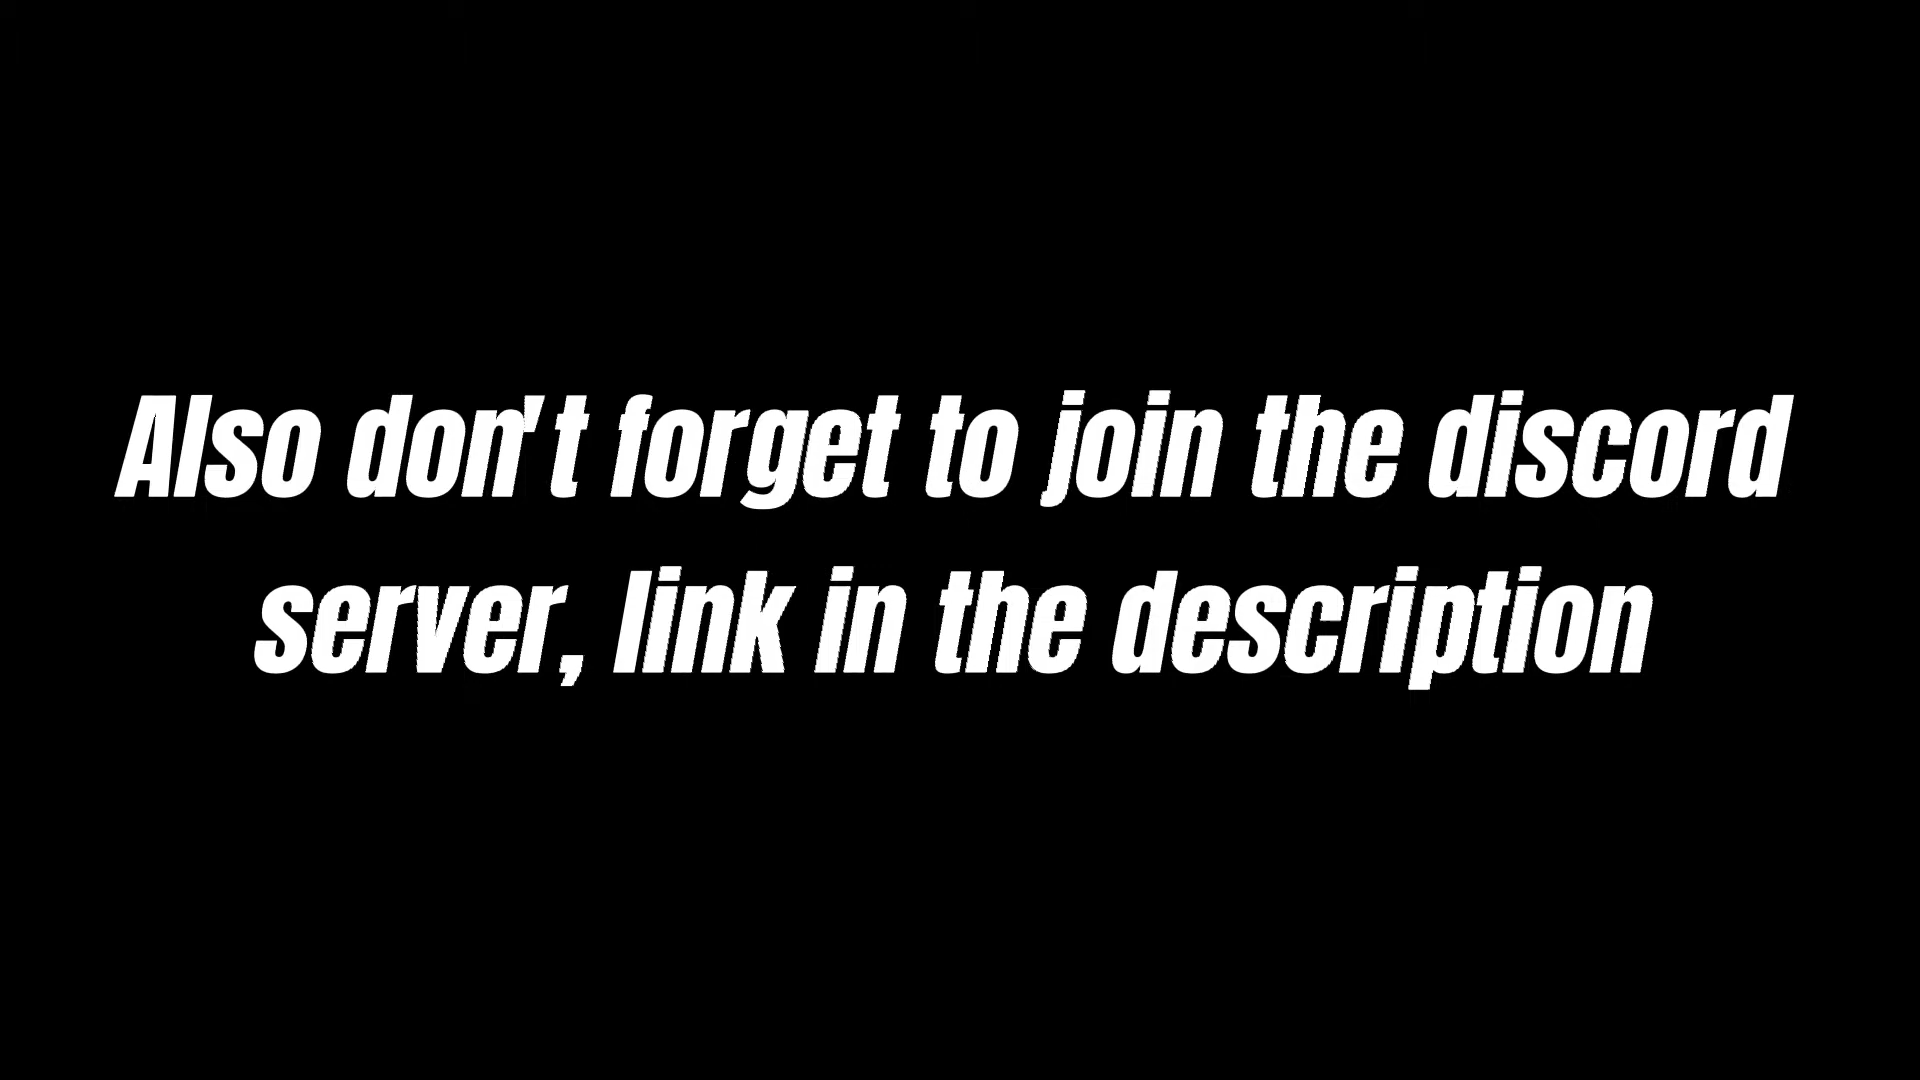 Also don't forget to join the discord
server, link in the description